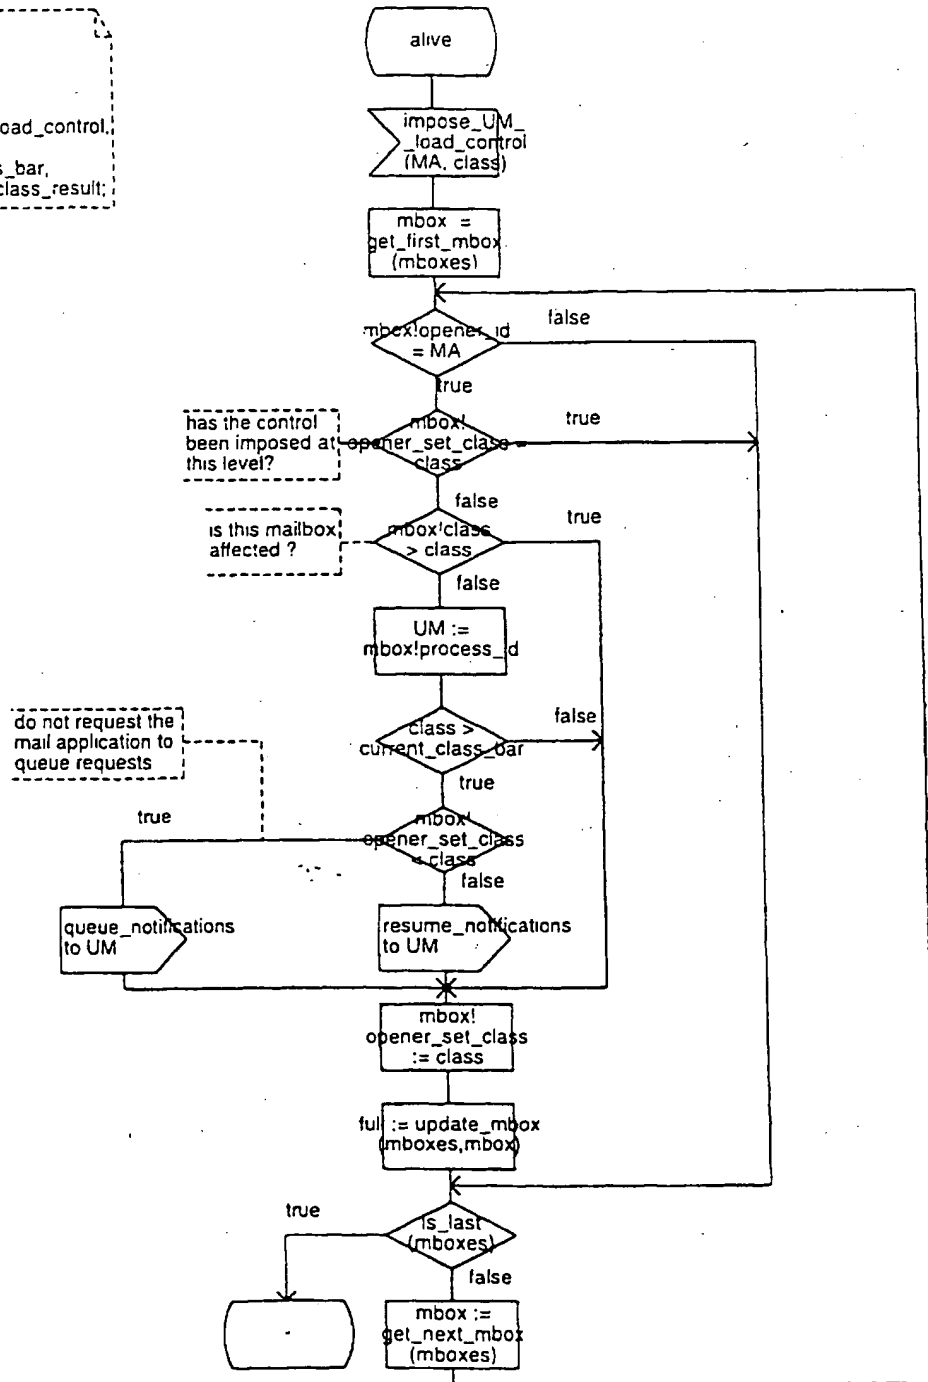 alive
load_control,
s_bar,
class_result;
impose_UM_
_load_control
(MA, class)
mbox =
get_first_mbox
(mboxes)
mbox!opener_id
= MA
false
true
has the control
been imposed at
this level?
mbox!
opener_set_class
class
true
false
is this mailbox
affected ?
mbox!class
> class
true
false
UM :=
mbox!process_id
do not request the
mail application to
queue requests
class >
current_class_bar
false
true
mbox!
opener_set_class
< class
true
false
queue_notifications
to UM
resume_notifications
to UM
mbox!
opener_set_class
:= class
full := update_mbox
(mboxes,mbox)
is_last
(mboxes)
true
false
-
mbox :=
get_next_mbox
(mboxes)